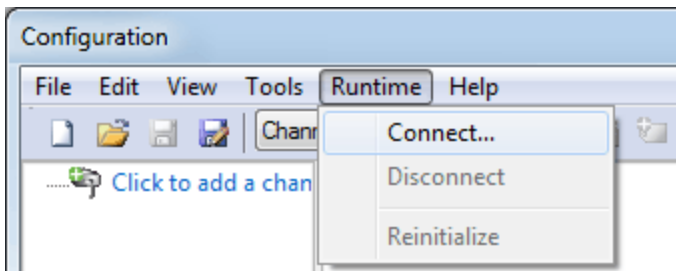 Configuration
File Edit View Tools Runtime Help
Connect...
Click to add a chan
Disconnect
Reinitialize